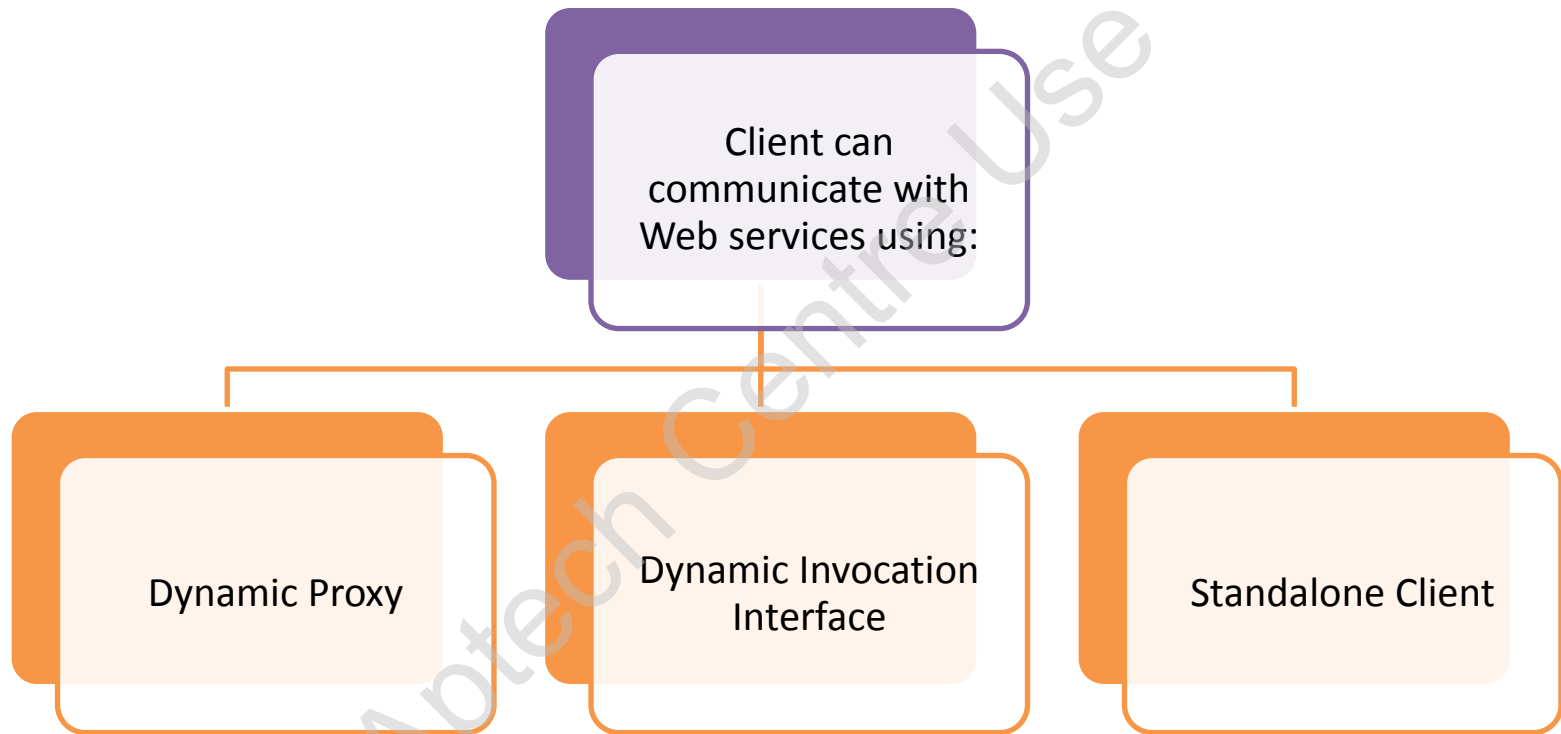 Client can
communicate with
Web services using:
Dynamic Proxy
Dynamic Invocation
Interface
Standalone Client
Aptech Centre Use